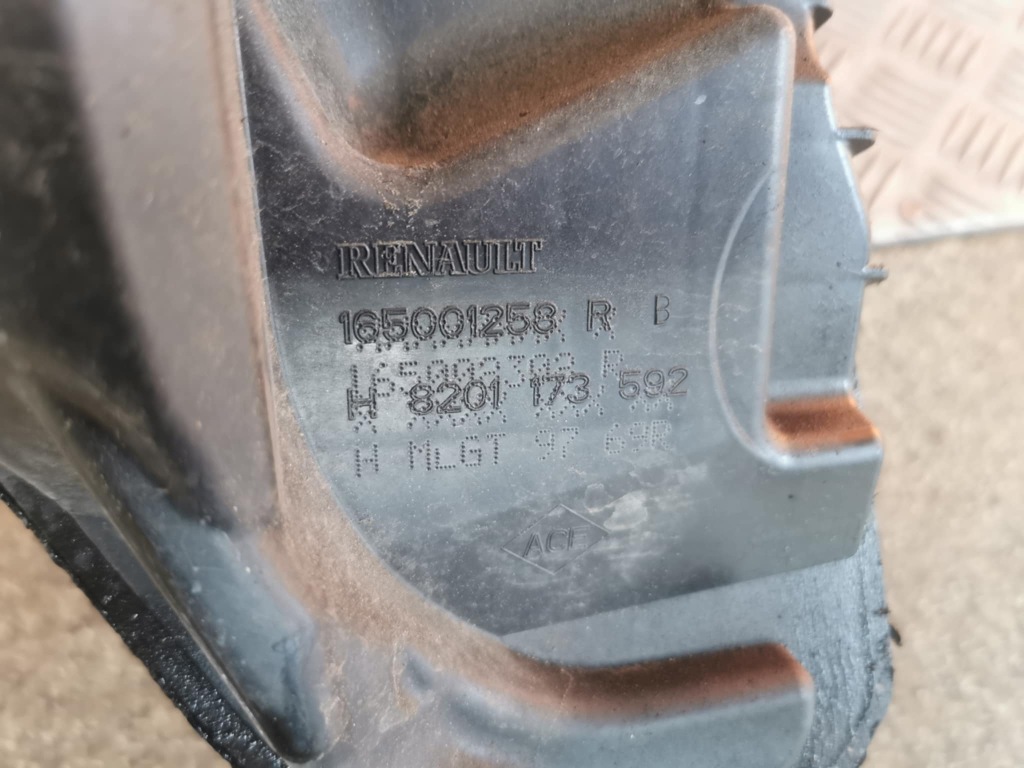 RENAULT
165001258 R B
R
H 8201 173 592
H MLGT 97 69R
ACF